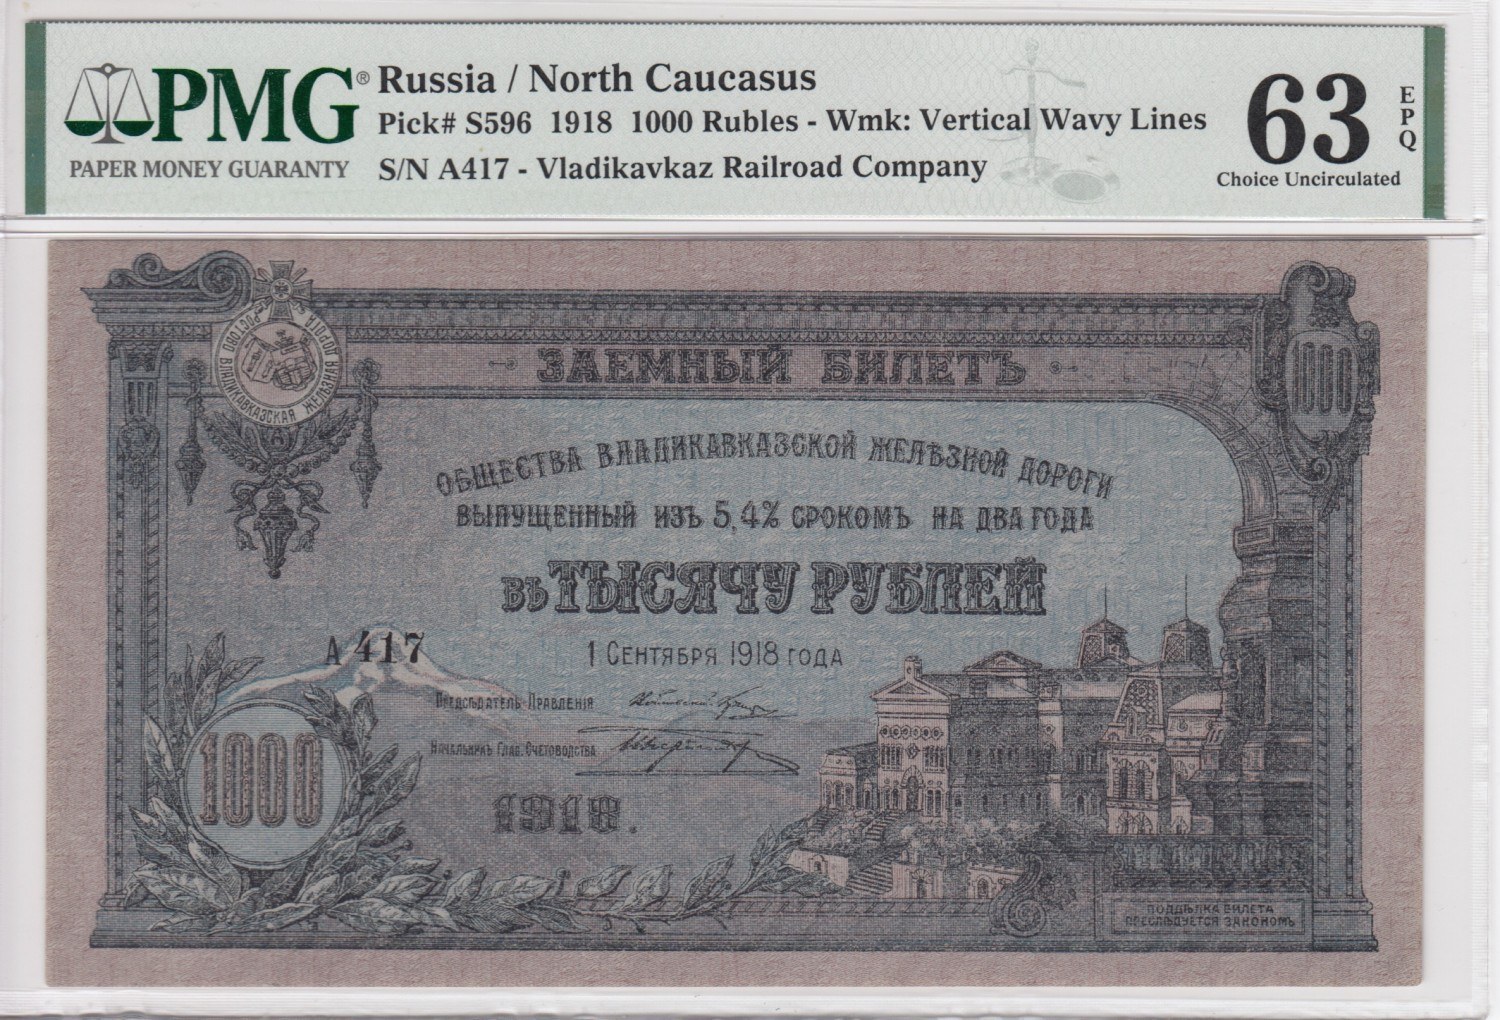 PMG®
PAPER MONEY GUARANTY
Russia / North Caucasus
Pick# S596 1918 1000 Rubles - Wmk: Vertical Wavy Lines
S/N A417 - Vladikavkaz Railroad Company
63
EPQ
Choice Uncirculated
ВЛАДИКАВКАЗСКАЯ
ЗАЕМНЫЙ БИЛЕТЪ
1000
ОБЩЕСТВА ВЛАДИКАВКАЗСКОЙ ЖЕЛѢЗНОЙ ДОРОГИ
ВЫПУЩЕННЫЙ ИЗЪ 5,4% СРОКОМЪ НА ДВА ГОДА
въ ТЫСЯЧУ РУБЛЕЙ
А 417
1 СЕНТЯБРЯ 1918 ГОДА
ПРЕДСѢДАТЕЛЬ ПРАВЛЕНІЯ
НАЧАЛЬНИКЪ ГЛАВ. СЧЕТОВОДСТВА
1000
1918.
ПОДДѢЛКА БИЛЕТА
ПРЕСЛѢДУЕТСЯ ЗАКОНОМЪ